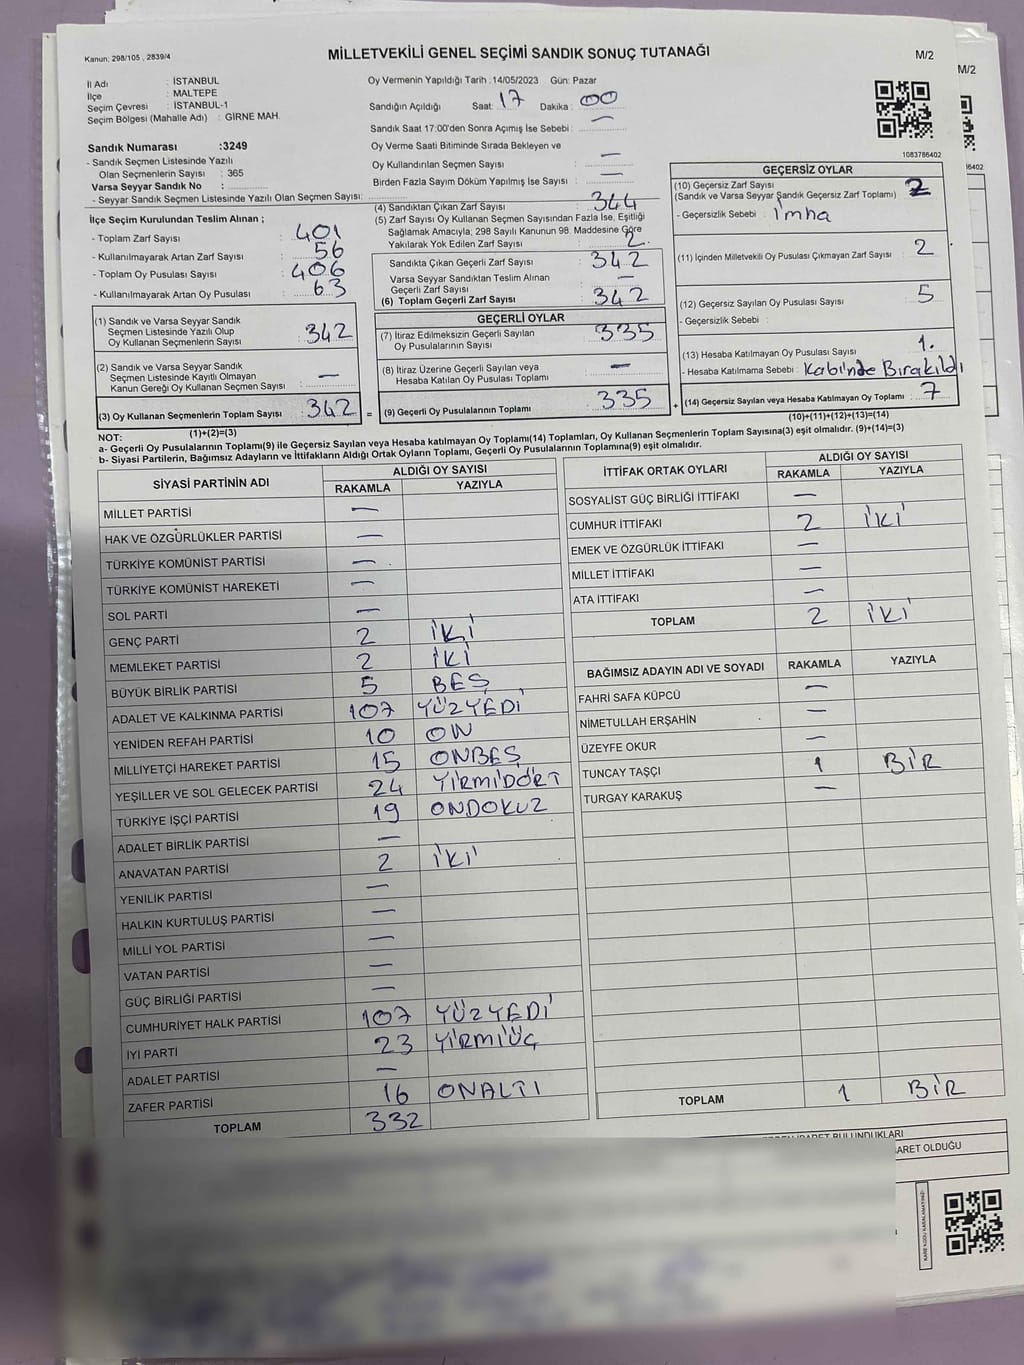 Kanun: 298/105 , 2839/4
MİLLETVEKİLİ GENEL SEÇİMİ SANDIK SONUÇ TUTANAĞI
M/2
M/2
İl Adı : İSTANBUL
İlçe : MALTEPE
Seçim Çevresi : İSTANBUL-1
Seçim Bölgesi (Mahalle Adı) : GİRNE MAH.
Sandık Numarası :3249
- Sandık Seçmen Listesinde Yazılı
Olan Seçmenlerin Sayısı : 365
Varsa Seyyar Sandık No :
- Seyyar Sandık Seçmen Listesinde Yazılı Olan Seçmen Sayısı:
Oy Vermenin Yapıldığı Tarih :14/05/2023 Gün: Pazar
Sandığın Açıldığı Saat: 17 Dakika : 00
Sandık Saat 17:00'den Sonra Açımış İse Sebebi : —
Oy Verme Saati Bitiminde Sırada Bekleyen ve
Oy Kullandırılan Seçmen Sayısı : —
Birden Fazla Sayım Döküm Yapılmış İse Sayısı : —
1083786402
İlçe Seçim Kurulundan Teslim Alınan ;
- Toplam Zarf Sayısı : 401
- Kullanılmayarak Artan Zarf Sayısı : 56
- Toplam Oy Pusulası Sayısı : 406
- Kullanılmayarak Artan Oy Pusulası : 63
(4) Sandıktan Çıkan Zarf Sayısı : 344
(5) Zarf Sayısı Oy Kullanan Seçmen Sayısından Fazla İse, Eşitliği
Sağlamak Amacıyla; 298 Sayılı Kanunun 98. Maddesine Göre
Yakılarak Yok Edilen Zarf Sayısı : 2
Sandıkta Çıkan Geçerli Zarf Sayısı : 342
Varsa Seyyar Sandıktan Teslim Alınan
Geçerli Zarf Sayısı : —
(6) Toplam Geçerli Zarf Sayısı : 342
GEÇERSİZ OYLAR
(10) Geçersiz Zarf Sayısı
(Sandık ve Varsa Seyyar Sandık Geçersiz Zarf Toplamı) : 2
- Geçersizlik Sebebi : İmha
(11) İçinden Milletvekili Oy Pusulası Çıkmayan Zarf Sayısı : 2
(12) Geçersiz Sayılan Oy Pusulası Sayısı : 5
- Geçersizlik Sebebi :
(13) Hesaba Katılmayan Oy Pusulası Sayısı : 1.
- Hesaba Katılmama Sebebi : Kabi'nde Bırakıldı
(14) Geçersiz Sayılan veya Hesaba Katılmayan Oy Toplamı : 7
(10)+(11)+(12)+(13)=(14)
(1) Sandık ve Varsa Seyyar Sandık
Seçmen Listesinde Yazılı Olup
Oy Kullanan Seçmenlerin Sayısı : 342
(2) Sandık ve Varsa Seyyar Sandık
Seçmen Listesinde Kayıtlı Olmayan
Kanun Gereği Oy Kullanan Seçmen Sayısı : —
(3) Oy Kullanan Seçmenlerin Toplam Sayısı : 342 =
(1)+(2)=(3)
GEÇERLİ OYLAR
(7) İtiraz Edilmeksizin Geçerli Sayılan
Oy Pusulalarının Sayısı : 335
(8) İtiraz Üzerine Geçerli Sayılan veya
Hesaba Katılan Oy Pusulası Toplamı : —
(9) Geçerli Oy Pusulalarının Toplamı : 335 +
NOT:
a- Geçerli Oy Pusulalarının Toplamı(9) ile Geçersiz Sayılan veya Hesaba katılmayan Oy Toplamı(14) Toplamları, Oy Kullanan Seçmenlerin Toplam Sayısına(3) eşit olmalıdır. (9)+(14)=(3)
b- Siyasi Partilerin, Bağımsız Adayların ve İttifakların Aldığı Ortak Oyların Toplamı, Geçerli Oy Pusulalarının Toplamına(9) eşit olmalıdır.
SİYASİ PARTİNİN ADI ALDIĞI OY SAYISI
RAKAMLA YAZIYLA
MİLLET PARTİSİ —
HAK VE ÖZGÜRLÜKLER PARTİSİ —
TÜRKİYE KOMÜNİST PARTİSİ —
TÜRKİYE KOMÜNİST HAREKETİ —
SOL PARTİ —
GENÇ PARTİ 2 İKİ
MEMLEKET PARTİSİ 2 İKİ
BÜYÜK BİRLİK PARTİSİ 5 BEŞ
ADALET VE KALKINMA PARTİSİ 107 YÜZYEDİ
YENİDEN REFAH PARTİSİ 10 ON
MİLLİYETÇİ HAREKET PARTİSİ 15 ONBEŞ
YEŞİLLER VE SOL GELECEK PARTİSİ 24 YİRMİDÖRT
TÜRKİYE İŞÇİ PARTİSİ 19 ONDOKUZ
ADALET BİRLİK PARTİSİ —
ANAVATAN PARTİSİ 2 İKİ
YENİLİK PARTİSİ —
HALKIN KURTULUŞ PARTİSİ —
MİLLİ YOL PARTİSİ —
VATAN PARTİSİ —
GÜÇ BİRLİĞİ PARTİSİ —
CUMHURİYET HALK PARTİSİ 107 YÜZYEDİ
İYİ PARTİ 23 YİRMİÜÇ
ADALET PARTİSİ —
ZAFER PARTİSİ 16 ONALTI
TOPLAM 332
İTTİFAK ORTAK OYLARI ALDIĞI OY SAYISI
RAKAMLA YAZIYLA
SOSYALİST GÜÇ BİRLİĞİ İTTİFAKI —
CUMHUR İTTİFAKI 2 İKİ
EMEK VE ÖZGÜRLÜK İTTİFAKI —
MİLLET İTTİFAKI —
ATA İTTİFAKI —
TOPLAM 2 İKİ
BAĞIMSIZ ADAYIN ADI VE SOYADI RAKAMLA YAZIYLA
FAHRİ SAFA KÜPCÜ —
NİMETULLAH ERŞAHİN —
ÜZEYFE OKUR —
TUNCAY TAŞÇI 1 BİR
TURGAY KARAKUŞ —
TOPLAM 1 BİR
BULUNDUKLARI
ARET OLDUĞU